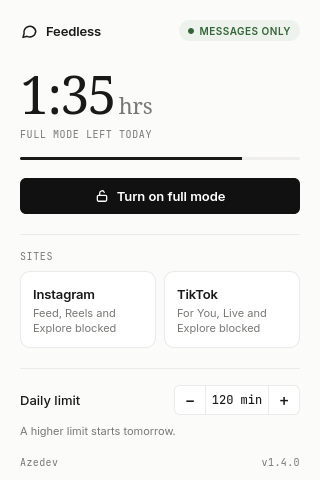 Feedless
MESSAGES ONLY
1:35 hrs
FULL MODE LEFT TODAY
Turn on full mode
SITES
Instagram
Feed, Reels and
Explore blocked
TikTok
For You, Live and
Explore blocked
Daily limit
− 120 min +
A higher limit starts tomorrow.
Azedev
v1.4.0